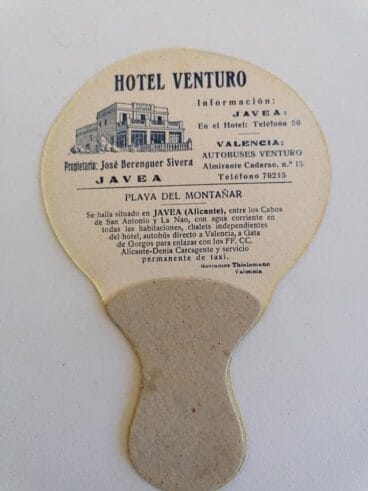 HOTEL VENTURO
Información:
JAVEA:
En el Hotel: Teléfono 50
VALENCIA:
AUTOBUSES VENTURO
Almirante Cadarso, n.º 15
Teléfono 70215
Propietario: José Berenguer Sivera
JAVEA
PLAYA DEL MONTAÑAR
Se halla situado en JAVEA (Alicante), entre los Cabos
de San Antonio y La Nao, con agua corriente en
todas las habitaciones, chalets independientes
del hotel, autobús directo a Valencia, a Gata
de Gorgos para enlazar con los FF. CC.
Alicante-Denia Carcagente y servicio
permanente de taxi.
Hermanos Thielemann
Valencia